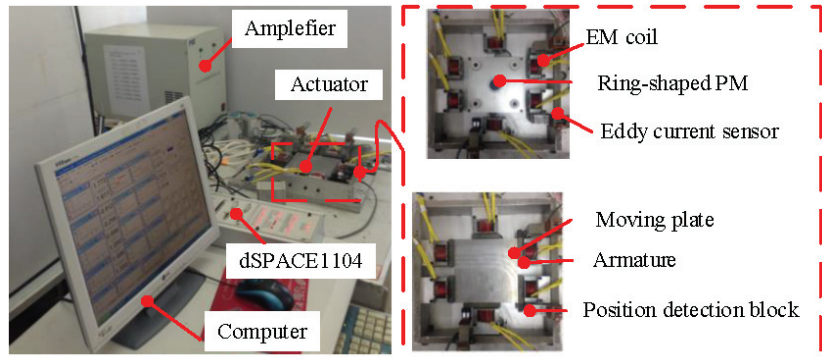 Amplefier
Actuator
dSPACE1104
Computer
EM coil
Ring-shaped PM
Eddy current sensor
Moving plate
Armature
Position detection block